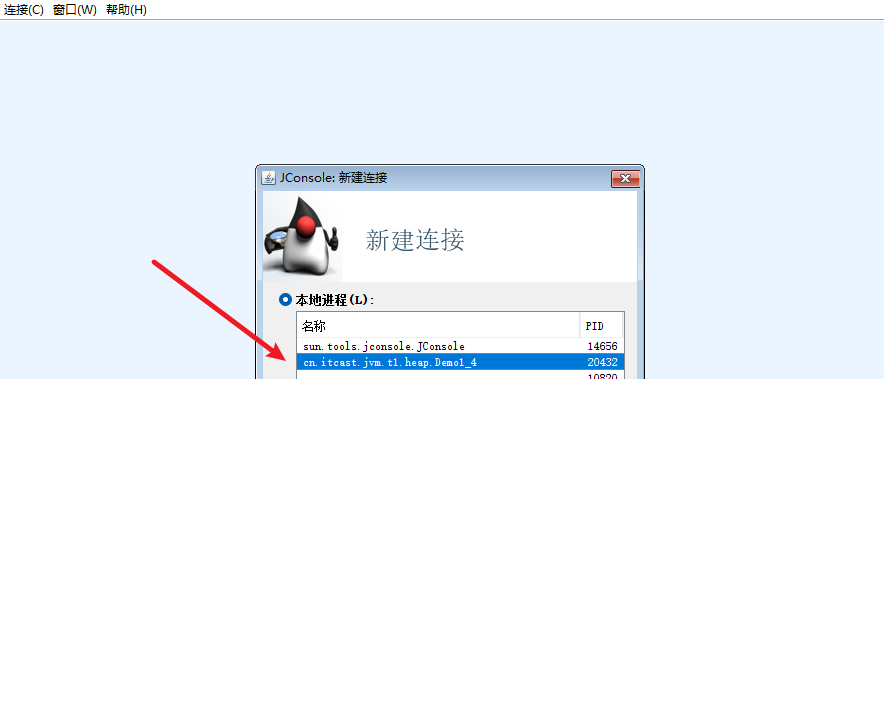 连接(C) 窗口(W) 帮助(H)
JConsole: 新建连接
新建连接
本地进程(L):
名称 PID
sun.tools.jconsole.JConsole 14656
cn.itcast.jvm.t1.heap.Demo1_4 20432
10820